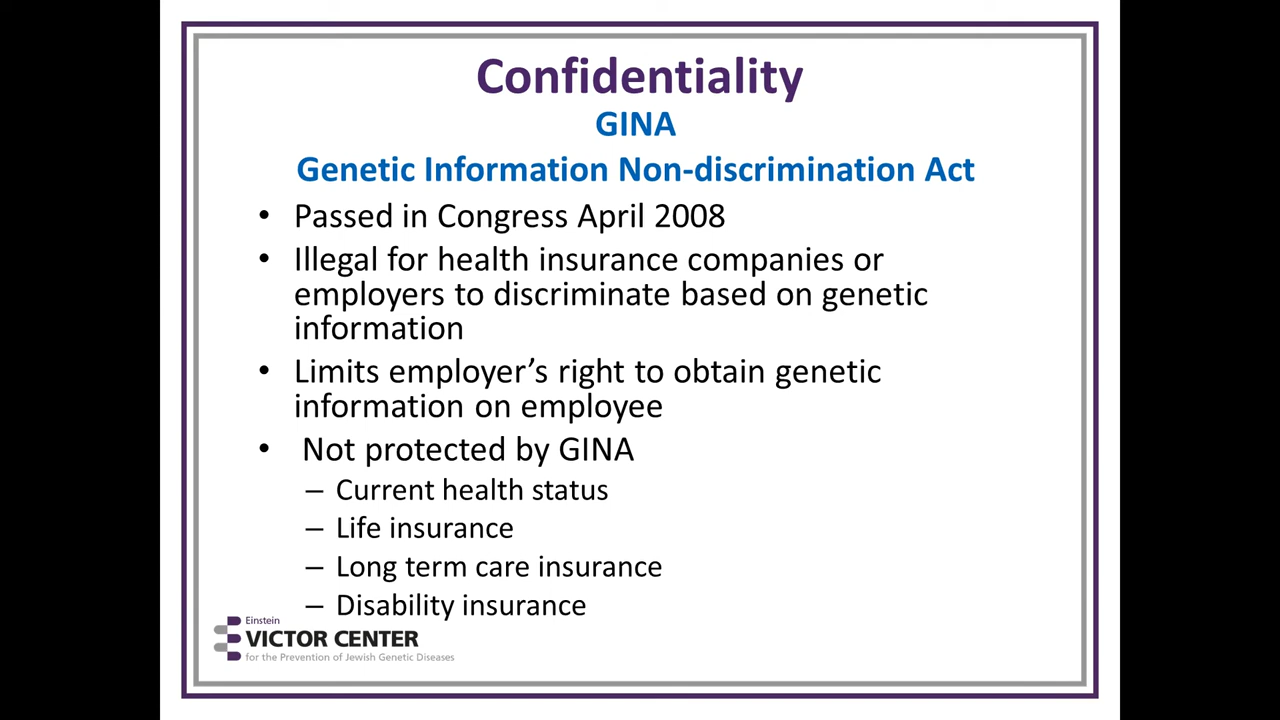 Confidentiality
GINA
Genetic Information Non-discrimination Act
• Passed in Congress April 2008
• Illegal for health insurance companies or
employers to discriminate based on genetic
information
• Limits employer’s right to obtain genetic
information on employee
• Not protected by GINA
– Current health status
– Life insurance
– Long term care insurance
– Disability insurance
Einstein
VICTOR CENTER
for the Prevention of Jewish Genetic Diseases